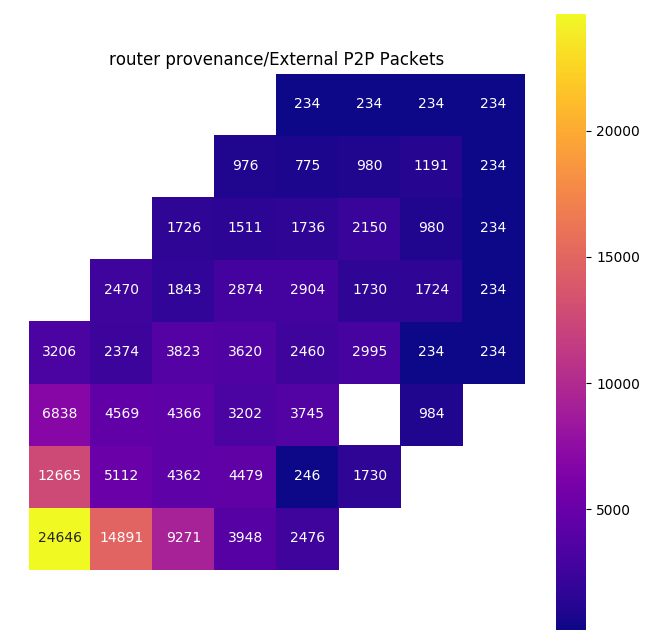 router provenance/External P2P Packets
234 234 234 234
976 775 980 1191 234
1726 1511 1736 2150 980 234
2470 1843 2874 2904 1730 1724 234
3206 2374 3823 3620 2460 2995 234 234
6838 4569 4366 3202 3745 984
12665 5112 4362 4479 246 1730
24646 14891 9271 3948 2476
20000
15000
10000
5000